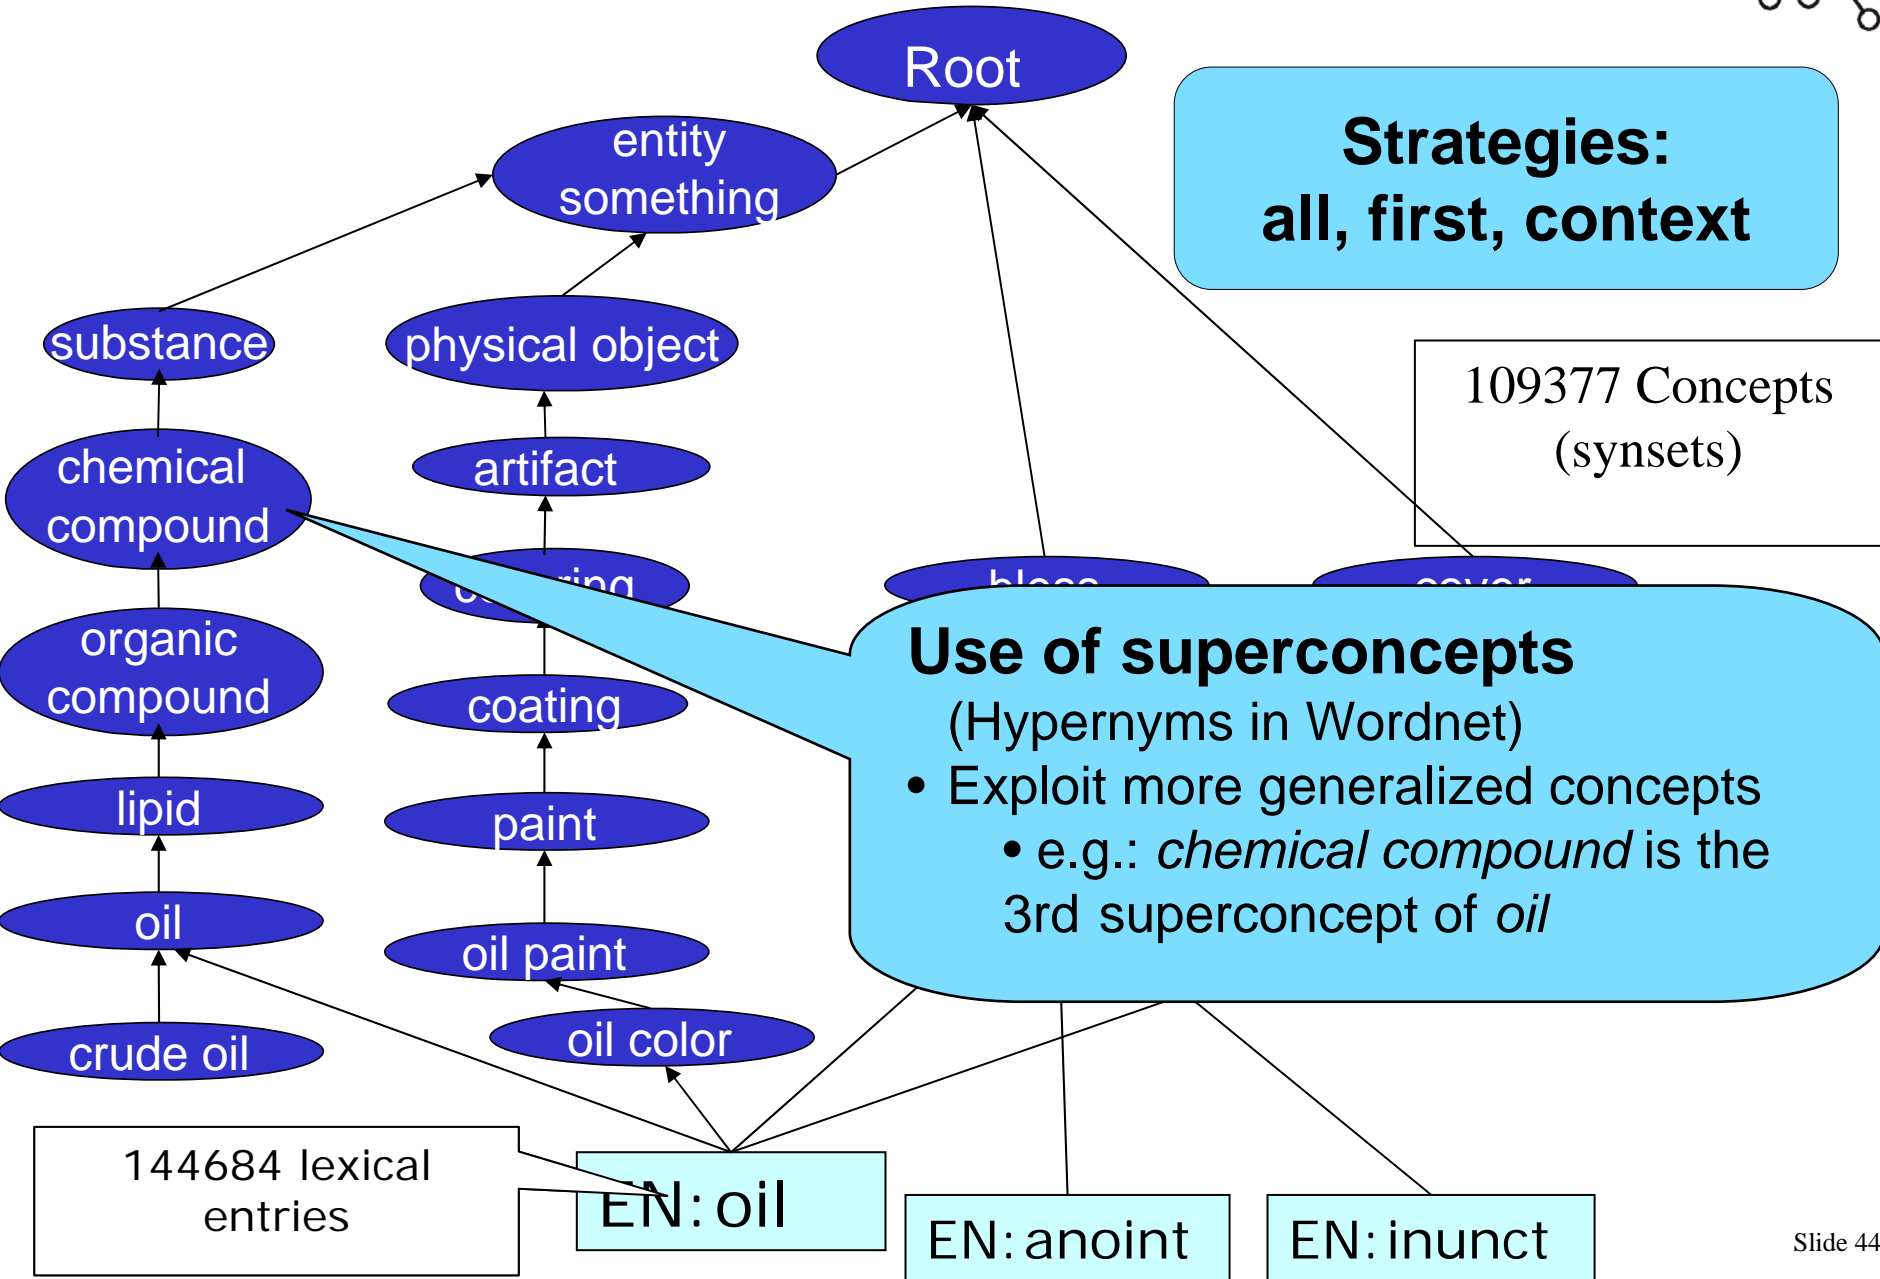 Root
Strategies:
all, first, context
entity
something
substance
physical object
109377 Concepts
(synsets)
chemical
compound
artifact
cover
organic
compound
coating
Use of superconcepts
(Hypernyms in Wordnet)
• Exploit more generalized concepts
• e.g.: chemical compound is the
3rd superconcept of oil
lipid
paint
oil
oil paint
crude oil
oil color
144684 lexical
entries
EN:oil
EN:anoint
EN:inunct
Slide 44